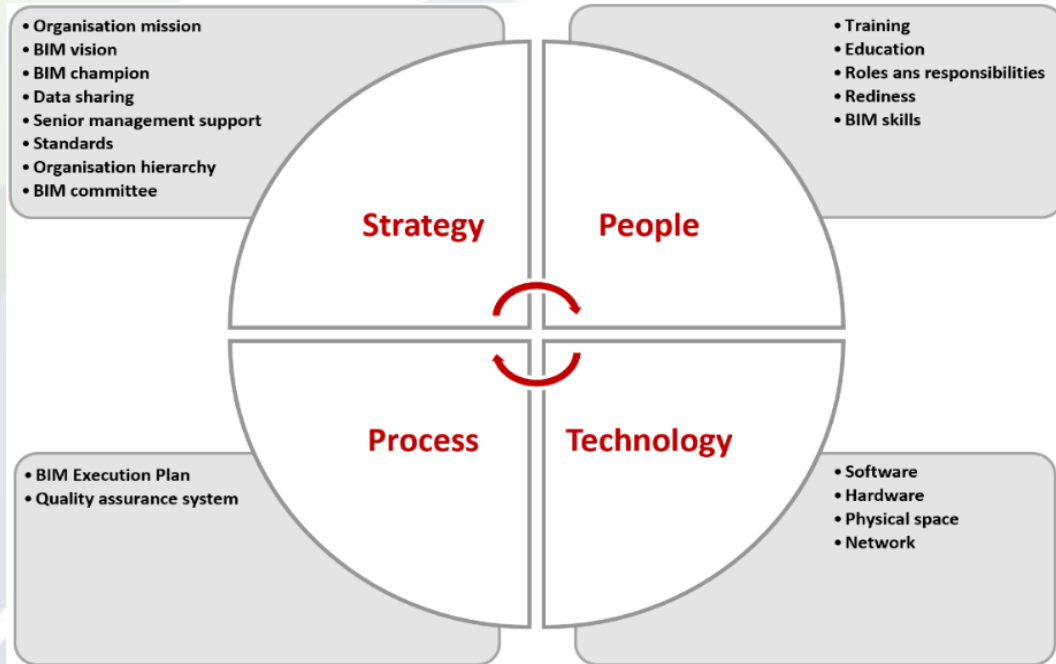 • Organisation mission
• BIM vision
• BIM champion
• Data sharing
• Senior management support
• Standards
• Organisation hierarchy
• BIM committee
• Training
• Education
• Roles ans responsibilities
• Rediness
• BIM skills
Strategy
People
Process
Technology
• BIM Execution Plan
• Quality assurance system
• Software
• Hardware
• Physical space
• Network